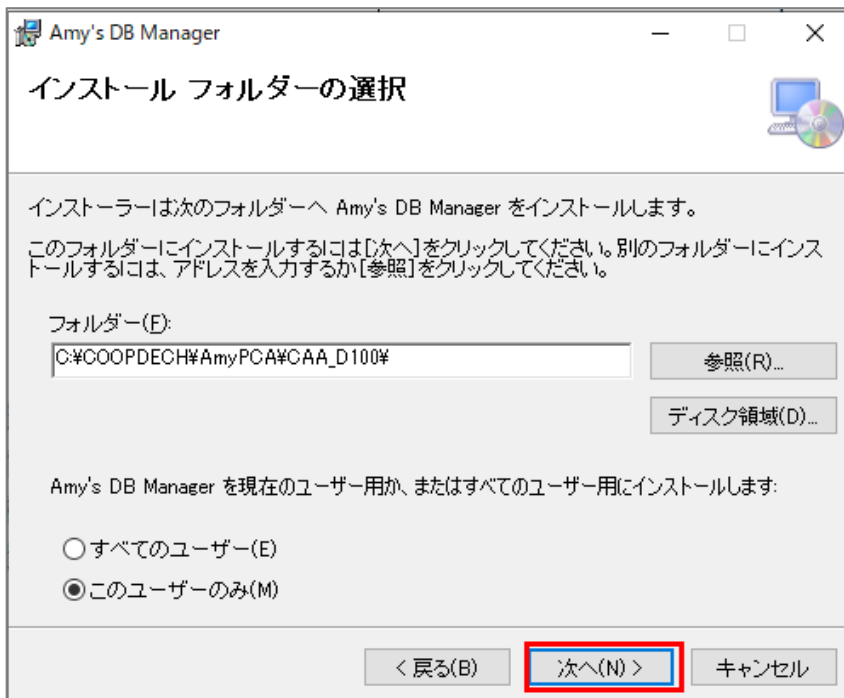 Amy's DB Manager
インストール フォルダーの選択
インストーラーは次のフォルダーへ Amy's DB Manager をインストールします。
このフォルダーにインストールするには[次へ]をクリックしてください。別のフォルダーにインス
トールするには、アドレスを入力するか[参照]をクリックしてください。
フォルダー(F):
C:¥COOPDECH¥AmyPCA¥CAA_D100¥
参照(R)...
ディスク領域(D)...
Amy's DB Manager を現在のユーザー用か、またはすべてのユーザー用にインストールします:
すべてのユーザー(E)
このユーザーのみ(M)
< 戻る(B)
次へ(N) >
キャンセル